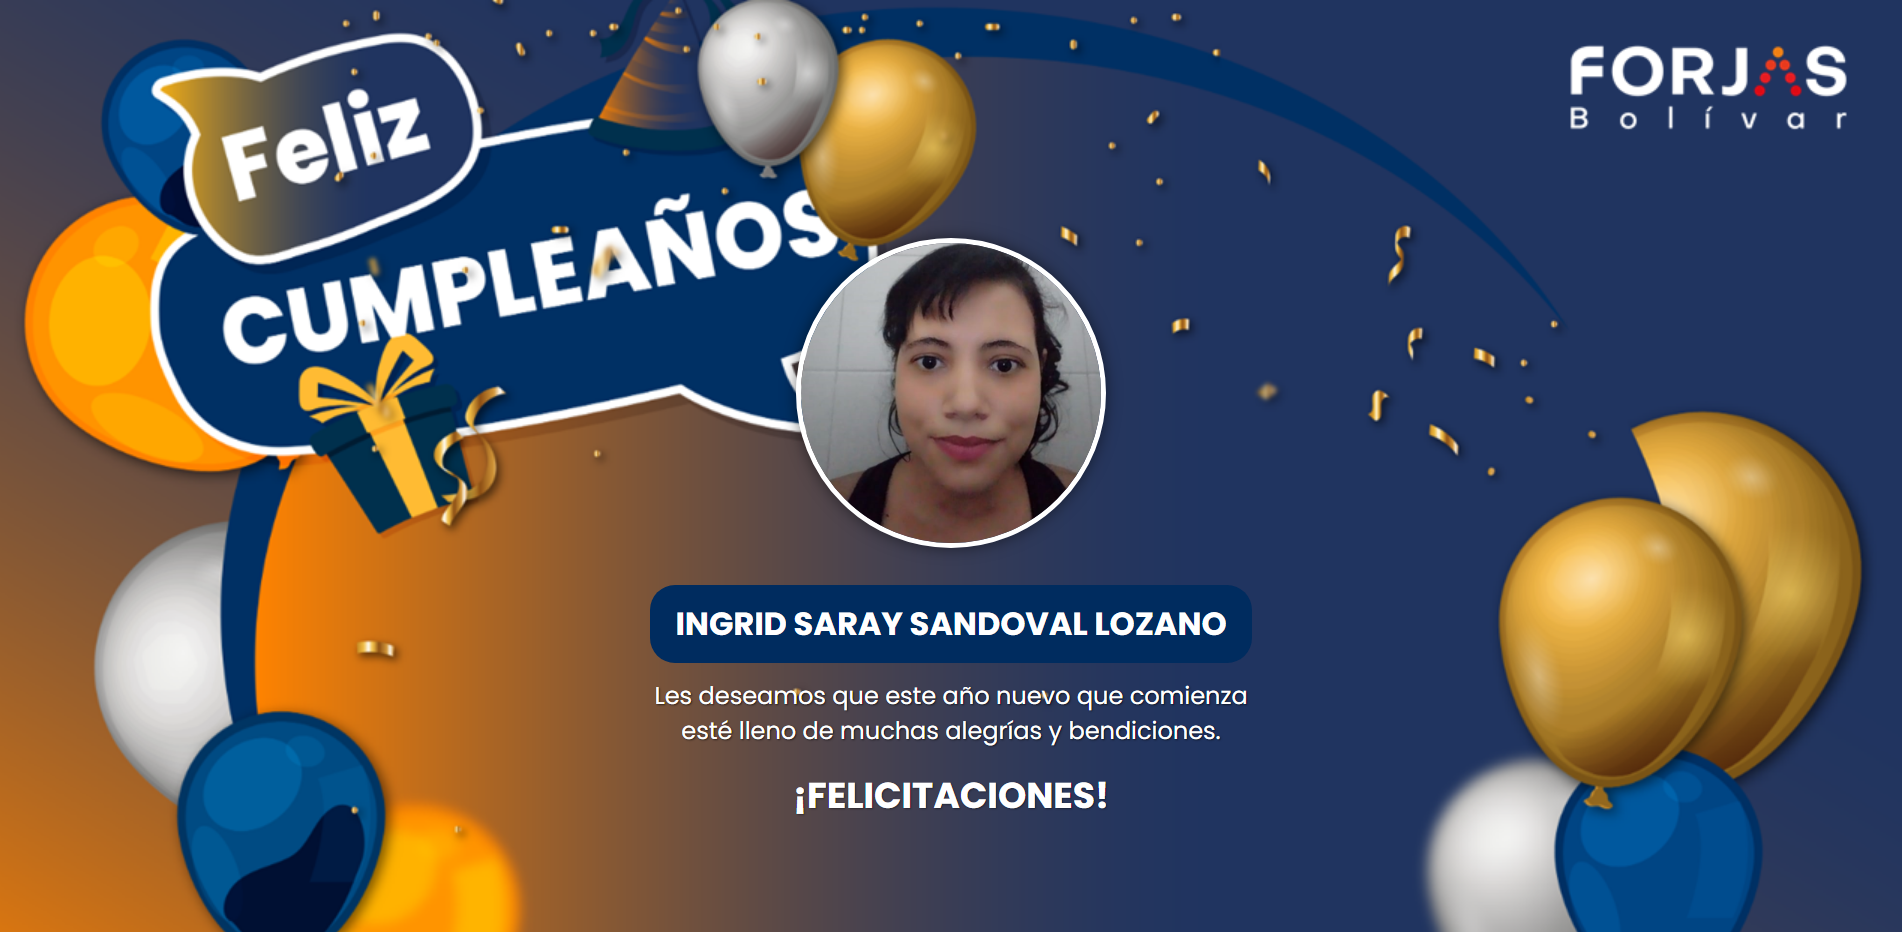 Feliz
FORJAS
Bolívar
CUMPLEAÑOS
INGRID SARAY SANDOVAL LOZANO
Les deseamos que este año nuevo que comienza
esté lleno de muchas alegrías y bendiciones.
¡FELICITACIONES!